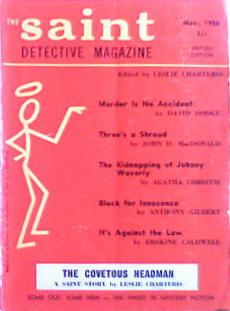 THE saint
DETECTIVE MAGAZINE
Nov., 1956
2/-
BRITISH
EDITION
Edited by LESLIE CHARTERIS
Murder Is No Accident
by DAVID DODGE
Three's a Shroud
by JOHN D. MacDONALD
The Kidnapping of Johnny
Waverly
by AGATHA CHRISTIE
Black for Innocence
by ANTHONY GILBERT
It's Against the Law
by ERSKINE CALDWELL
THE COVETOUS HEADMAN
A SAINT STORY by LESLIE CHARTERIS
SOME OLD, SOME NEW — THE FINEST IN MYSTERY FICTION